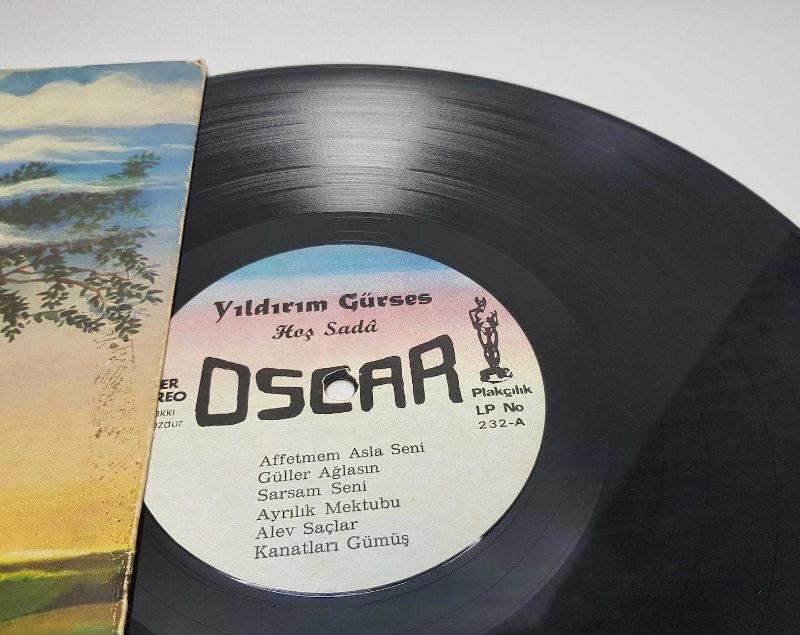 Yıldırım Gürses
Hoş Sadâ
OSCAR
Plakçılık
LP No
232-A
Affetmem Asla Seni
Güller Ağlasın
Sarsam Seni
Ayrılık Mektubu
Alev Saçlar
Kanatları Gümüş